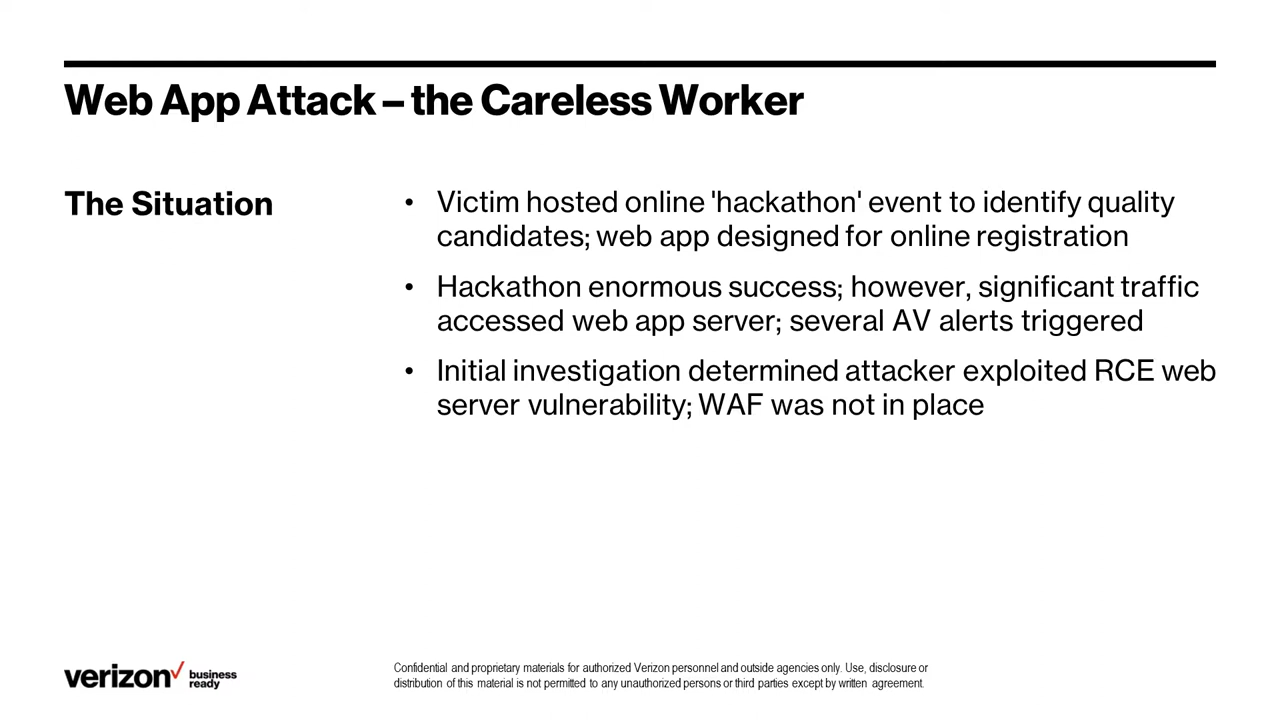 Web App Attack – the Careless Worker
The Situation
• Victim hosted online 'hackathon' event to identify quality
candidates; web app designed for online registration
• Hackathon enormous success; however, significant traffic
accessed web app server; several AV alerts triggered
• Initial investigation determined attacker exploited RCE web
server vulnerability; WAF was not in place
verizon✓ business
ready
Confidential and proprietary materials for authorized Verizon personnel and outside agencies only. Use, disclosure or
distribution of this material is not permitted to any unauthorized persons or third parties except by written agreement.